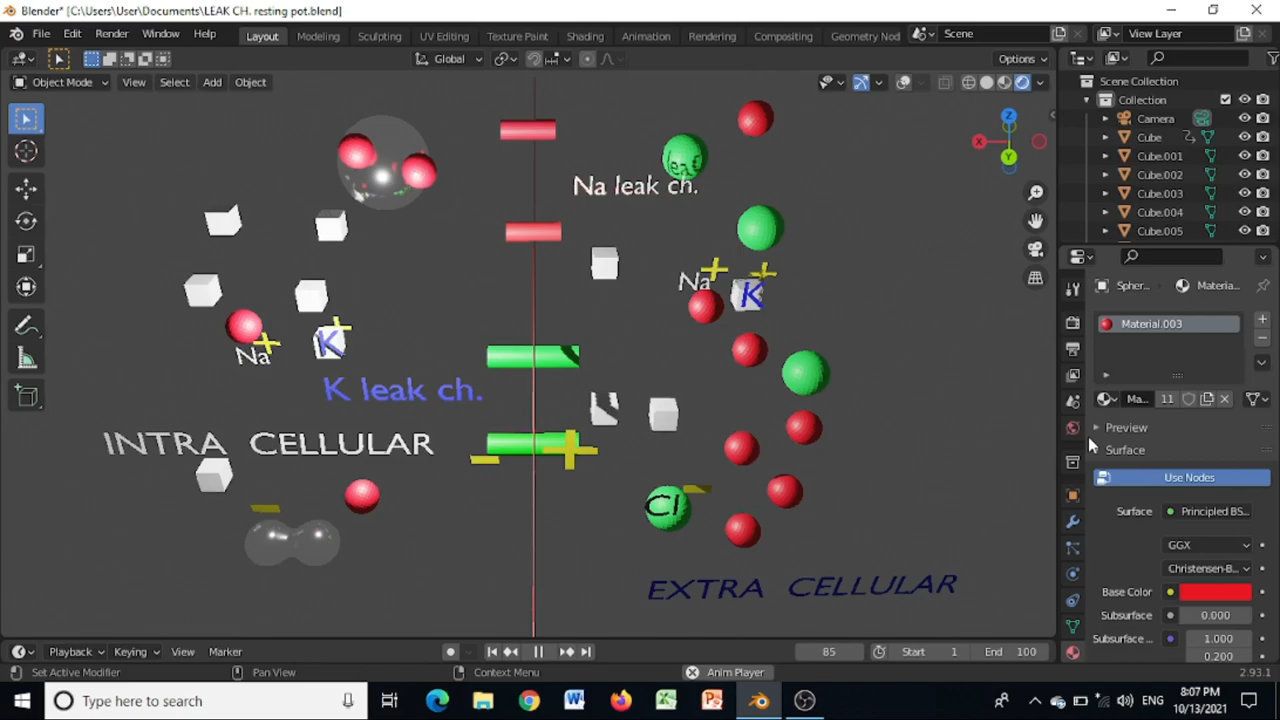 Blender* [C:\Users\User\Documents\LEAK CH. resting pot.blend]
File Edit Render Window Help Layout Modeling Sculpting UV Editing Texture Paint Shading Animation Rendering Compositing Geometry Nod Scene View Layer
Global Options
Object Mode View Select Add Object
Scene Collection
Collection
Camera
Cube
Cube.001
Cube.002
Cube.003
Cube.004
Cube.005
X Z Y
Na leak ch.
Na K
Na K
K leak ch.
INTRA CELLULAR
Cl
EXTRA CELLULAR
Spher... Materia...
Material.003
Ma... 11
Preview
Surface
Use Nodes
Surface Principled BS...
GGX
Christensen-B...
Base Color
Subsurface 0.000
Subsurface ... 1.000
0.200
Playback Keying View Marker 85 Start 1 End 100
Set Active Modifier Pan View Context Menu Anim Player 2.93.1
Type here to search ENG 8:07 PM
10/13/2021